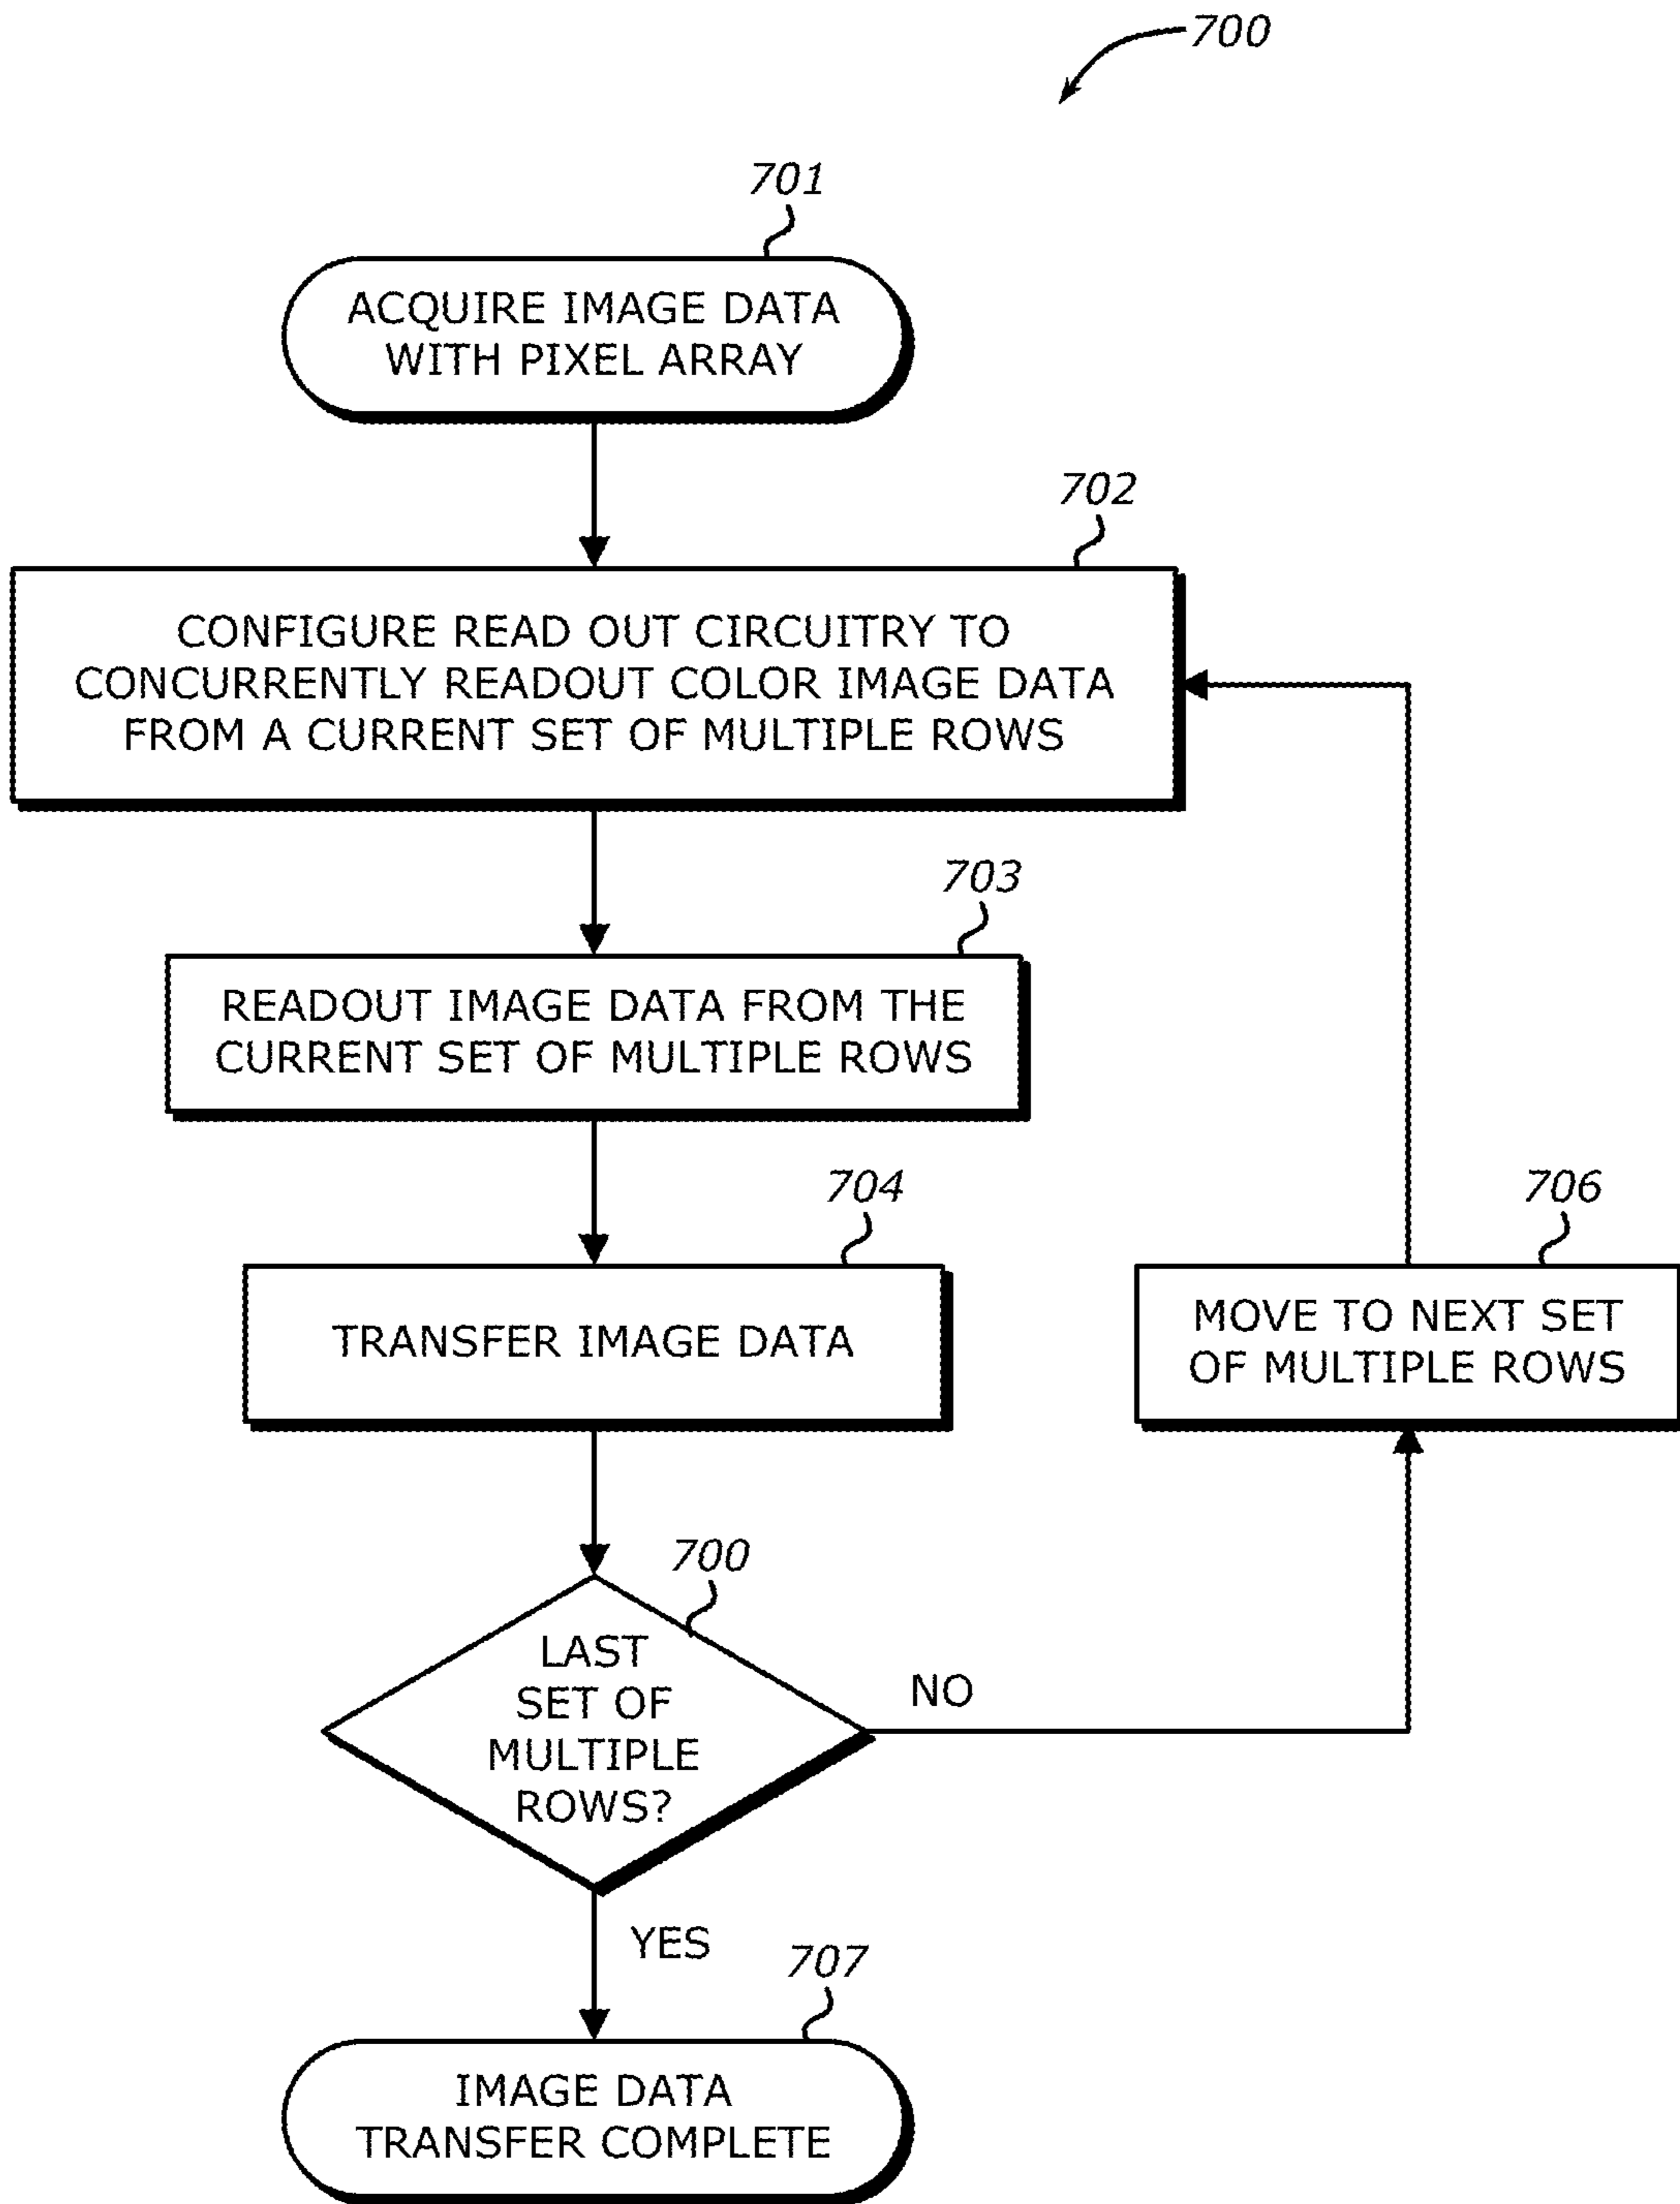 700
701
ACQUIRE IMAGE DATA
WITH PIXEL ARRAY
702
CONFIGURE READ OUT CIRCUITRY TO
CONCURRENTLY READOUT COLOR IMAGE DATA
FROM A CURRENT SET OF MULTIPLE ROWS
703
READOUT IMAGE DATA FROM THE
CURRENT SET OF MULTIPLE ROWS
704
TRANSFER IMAGE DATA
706
MOVE TO NEXT SET
OF MULTIPLE ROWS
700
LAST
SET OF
MULTIPLE
ROWS?
NO
YES
707
IMAGE DATA
TRANSFER COMPLETE